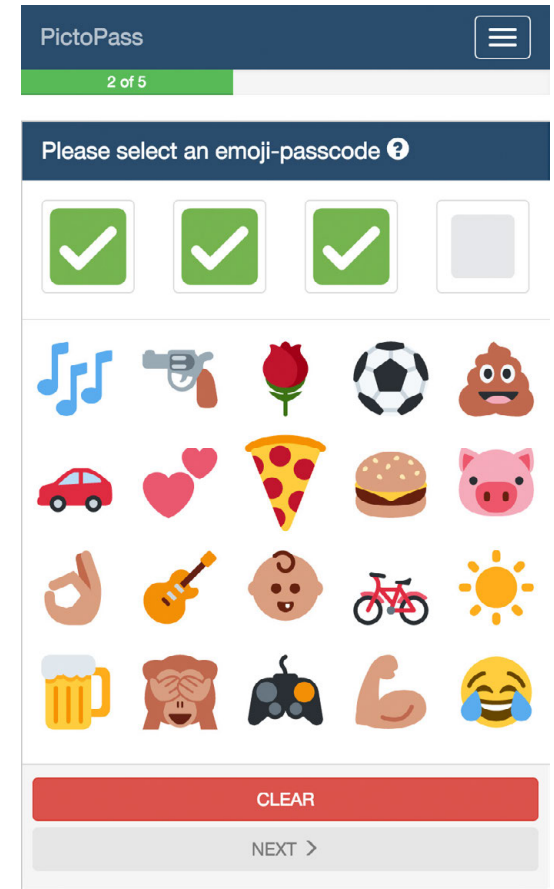 PictoPass
2 of 5
Please select an emoji-passcode ?
CLEAR
NEXT >